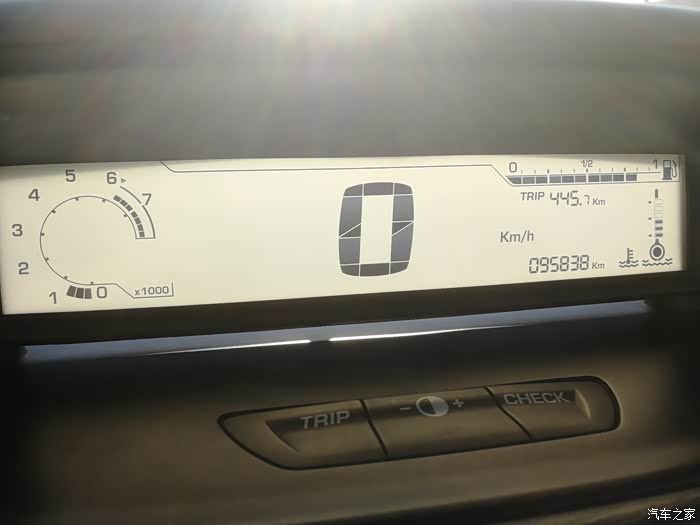 0 1/2 1
TRIP 445.7 Km
5 6 7
4
3
2
1 0 x1000
0
Km/h
095838 Km
TRIP - + CHECK
汽车之家